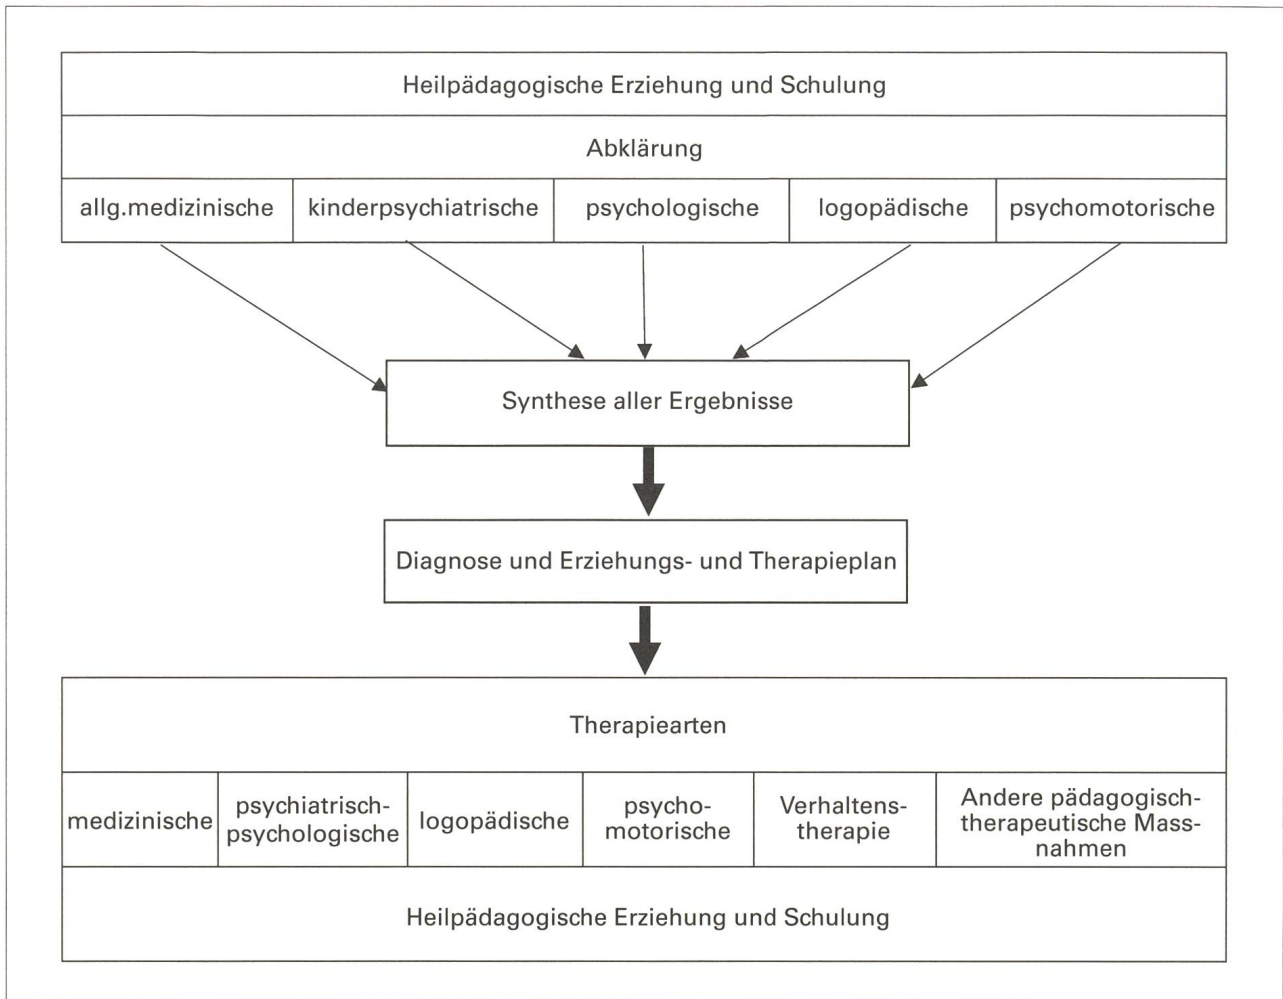 Heilpädagogische Erziehung und Schulung
Abklärung
allg.medizinische
kinderpsychiatrische
psychologische
logopädische
psychomotorische
Synthese aller Ergebnisse
Diagnose und Erziehungs- und Therapieplan
Therapiearten
medizinische
psychiatrisch-
psychologische
logopädische
psycho-
motorische
Verhaltens-
therapie
Andere pädagogisch-
therapeutische Mass-
nahmen
Heilpädagogische Erziehung und Schulung